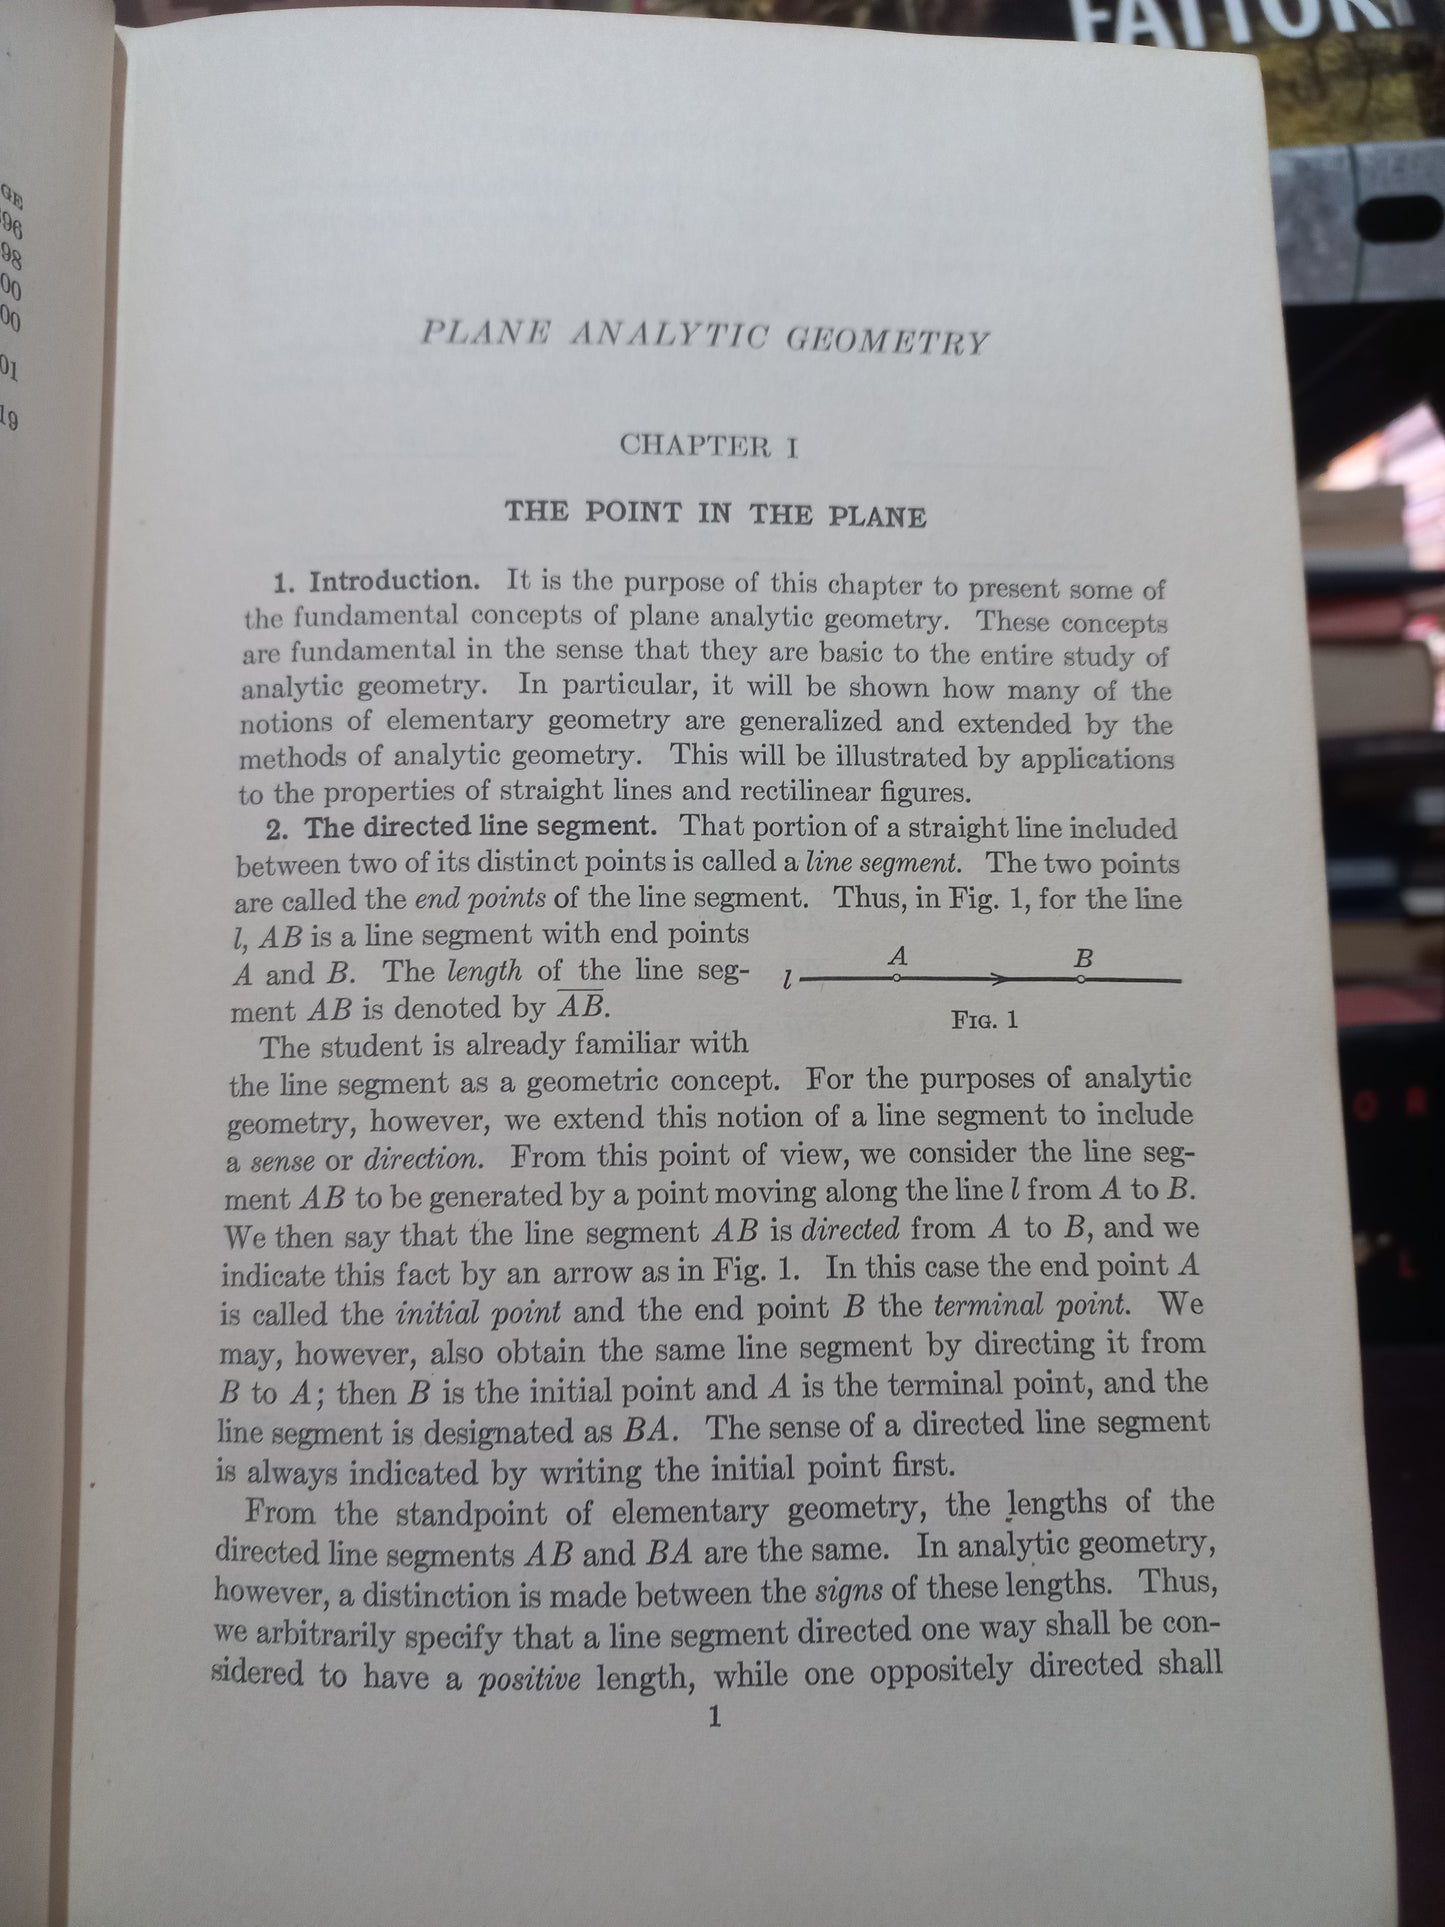 GE
96
98
00
00
01
19
FATTORI
PLANE ANALYTIC GEOMETRY
CHAPTER I
THE POINT IN THE PLANE
1. Introduction. It is the purpose of this chapter to present some of
the fundamental concepts of plane analytic geometry. These concepts
are fundamental in the sense that they are basic to the entire study of
analytic geometry. In particular, it will be shown how many of the
notions of elementary geometry are generalized and extended by the
methods of analytic geometry. This will be illustrated by applications
to the properties of straight lines and rectilinear figures.
2. The directed line segment. That portion of a straight line included
between two of its distinct points is called a line segment. The two points
are called the end points of the line segment. Thus, in Fig. 1, for the line
l, AB is a line segment with end points
A and B. The length of the line seg-
ment AB is denoted by A̅B̅.
l A B
FIG. 1
The student is already familiar with
the line segment as a geometric concept. For the purposes of analytic
geometry, however, we extend this notion of a line segment to include
a sense or direction. From this point of view, we consider the line seg-
ment AB to be generated by a point moving along the line l from A to B.
We then say that the line segment AB is directed from A to B, and we
indicate this fact by an arrow as in Fig. 1. In this case the end point A
is called the initial point and the end point B the terminal point. We
may, however, also obtain the same line segment by directing it from
B to A; then B is the initial point and A is the terminal point, and the
line segment is designated as BA. The sense of a directed line segment
is always indicated by writing the initial point first.
From the standpoint of elementary geometry, the lengths of the
directed line segments AB and BA are the same. In analytic geometry,
however, a distinction is made between the signs of these lengths. Thus,
we arbitrarily specify that a line segment directed one way shall be con-
sidered to have a positive length, while one oppositely directed shall
1